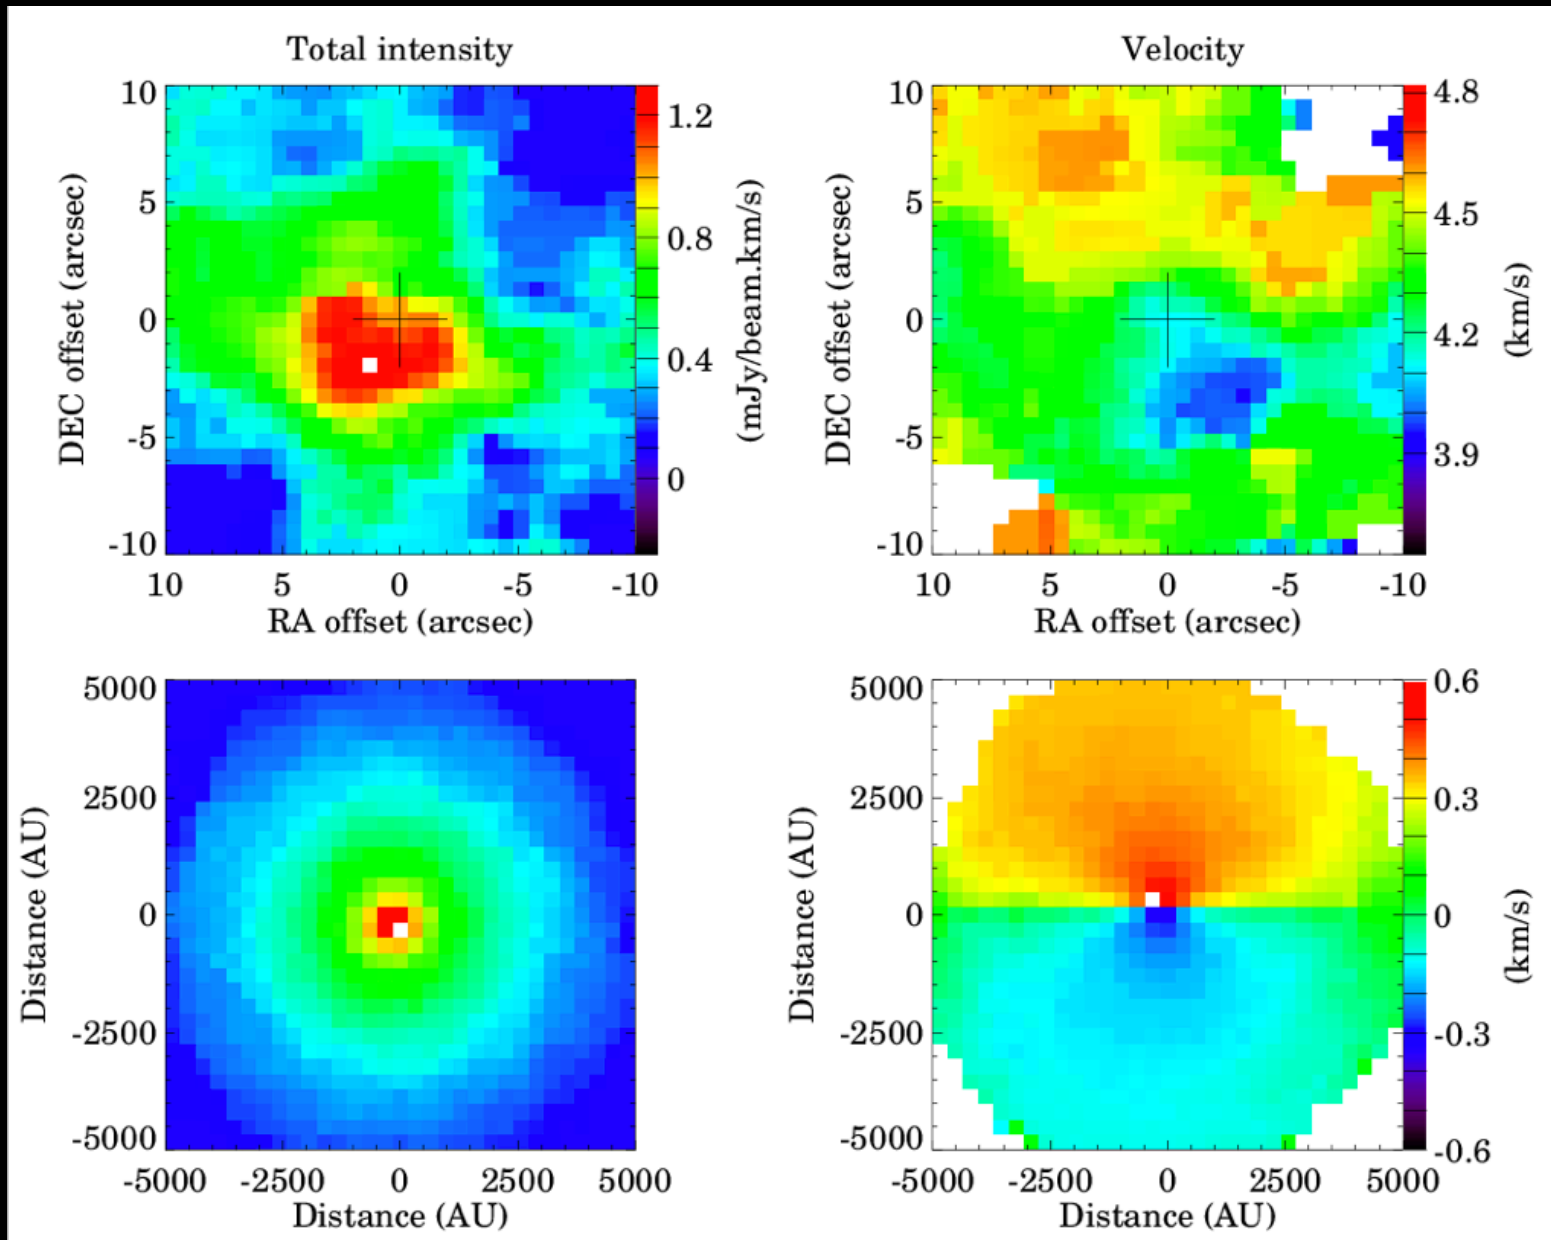 Total intensity
10
5
0
-5
-10
DEC offset (arcsec)
10 5 0 -5 -10
RA offset (arcsec)
1.2
0.8
0.4
0
(mJy/beam.km/s)
Velocity
10
5
0
-5
-10
DEC offset (arcsec)
10 5 0 -5 -10
RA offset (arcsec)
4.8
4.5
4.2
3.9
(km/s)
5000
2500
0
-2500
-5000
Distance (AU)
-5000 -2500 0 2500 5000
Distance (AU)
5000
2500
0
-2500
-5000
Distance (AU)
-5000 -2500 0 2500 5000
Distance (AU)
0.6
0.3
0
-0.3
-0.6
(km/s)